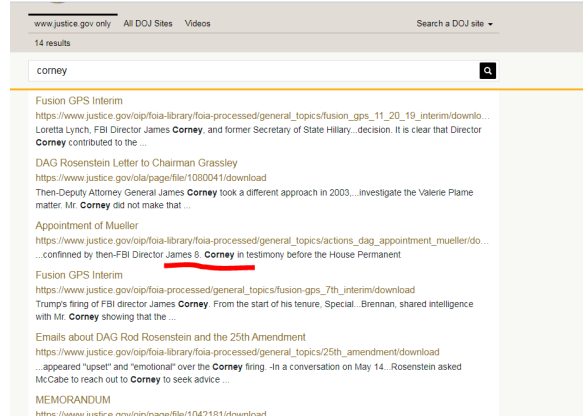 www.justice.gov only All DOJ Sites Videos Search a DOJ site
14 results
corney
Fusion GPS Interim
https://www.justice.gov/oip/foia-library/foia-processed/general_topics/fusion_gps_11_20_19_interim/downlo...
Loretta Lynch, FBI Director James Corney, and former Secretary of State Hillary...decision. It is clear that Director
Corney contributed to the ...
DAG Rosenstein Letter to Chairman Grassley
https://www.justice.gov/ola/page/file/1080041/download
Then-Deputy Attorney General James Corney took a different approach in 2003,...investigate the Valerie Plame
matter. Mr. Corney did not make that ...
Appointment of Mueller
https://www.justice.gov/oip/foia-library/foia-processed/general_topics/actions_dag_appointment_mueller/do...
...confinned by then-FBI Director James 8. Corney in testimony before the House Permanent
Fusion GPS Interim
https://www.justice.gov/oip/foia-processed/general_topics/fusion-gps_7th_interim/download
Trump's firing of FBI director James Corney. From the start of his tenure, Special...Brennan, shared intelligence
with Mr. Corney showing that the ...
Emails about DAG Rod Rosenstein and the 25th Amendment
https://www.justice.gov/oip/foia-library/foia-processed/general_topics/25th_amendment/download
...appeared "upset" and "emotional" over the Corney firing. -In a conversation on May 14...Rosenstein asked
McCabe to reach out to Corney to seek advice ...
MEMORANDUM
https://www.justice.gov/oip/page/file/1042181/download